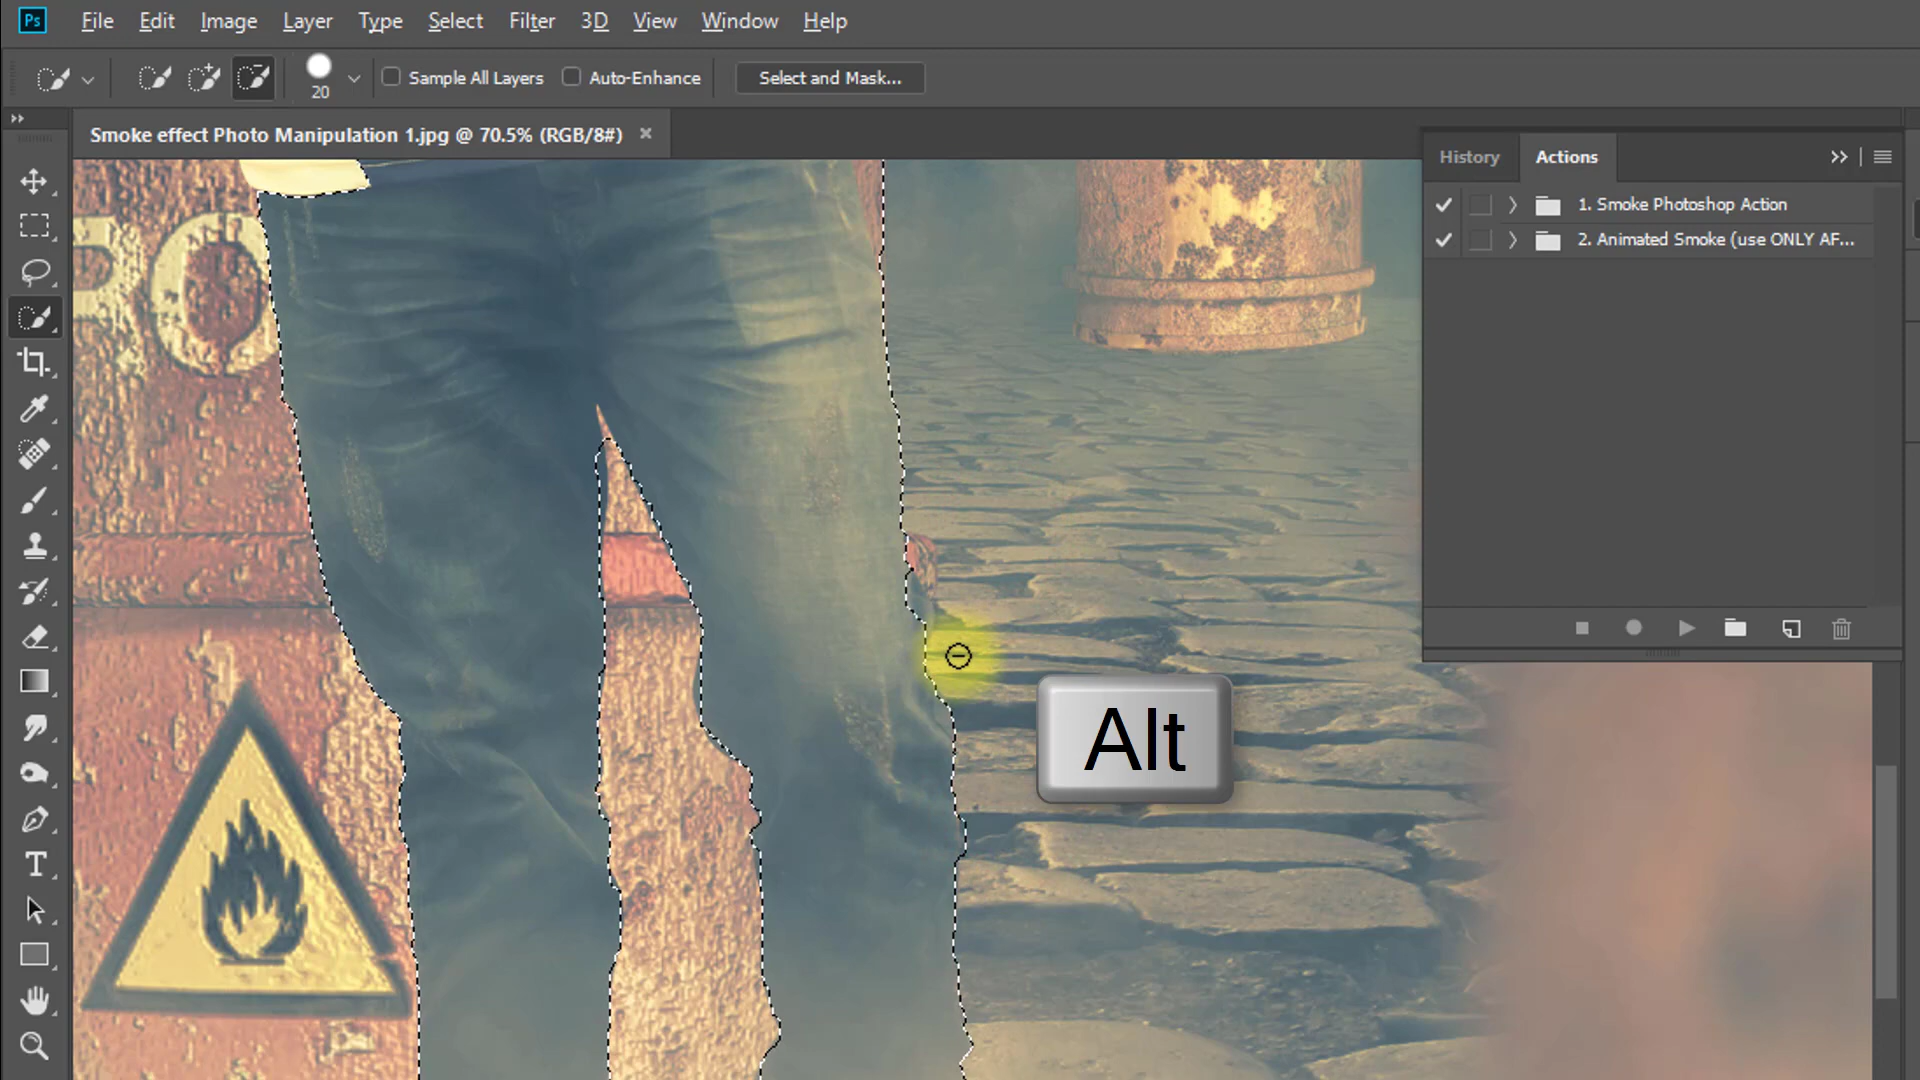 Ps File Edit Image Layer Type Select Filter 3D View Window Help
20 Sample All Layers Auto-Enhance Select and Mask...
Smoke effect Photo Manipulation 1.jpg @ 70.5% (RGB/8#) ×
History Actions
1. Smoke Photoshop Action
2. Animated Smoke (use ONLY AF...
RO
Alt